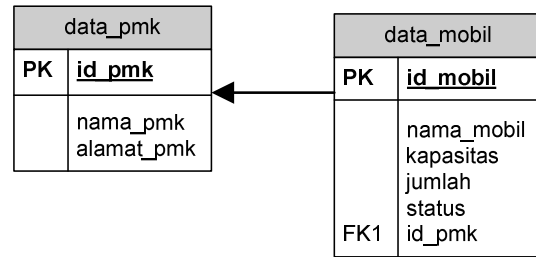 data_pmk
PK id_pmk
nama_pmk
alamat_pmk
data_mobil
PK id_mobil
nama_mobil
kapasitas
jumlah
status
FK1 id_pmk